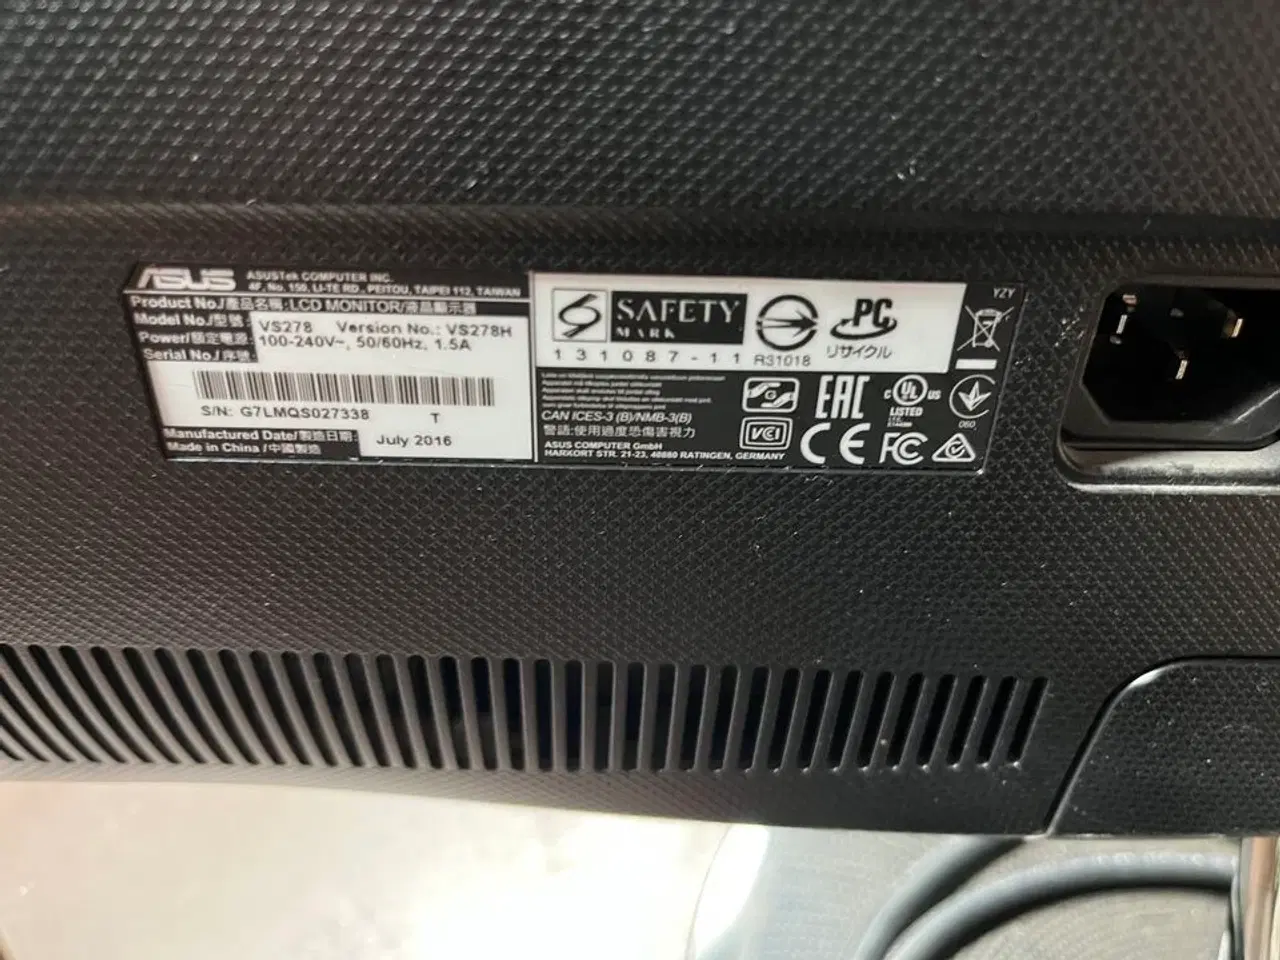 ASUS
ASUSTek COMPUTER INC.
4F, No. 150, LI-TE RD., PEITOU, TAIPEI 112, TAIWAN
Product No./產品名稱:LCD MONITOR/液晶顯示器
Model No./型號: VS278 Version No.: VS278H
Power/額定電源: 100-240V~, 50/60Hz, 1.5A
Serial No./序號:
S/N: G7LMQS027338 T
Manufactured Date/製造日期: July 2016
Made in China /中國製造
SAFETY
MARK
131087-11
R31018
PC
リサイクル
YZY
CAN ICES-3 (B)/NMB-3(B)
警語:使用過度恐傷害視力
ASUS COMPUTER GmbH
HARKORT STR. 21-23, 40880 RATINGEN, GERMANY
G
VCI
EAC
CE
c UL us
LISTED
FC
060